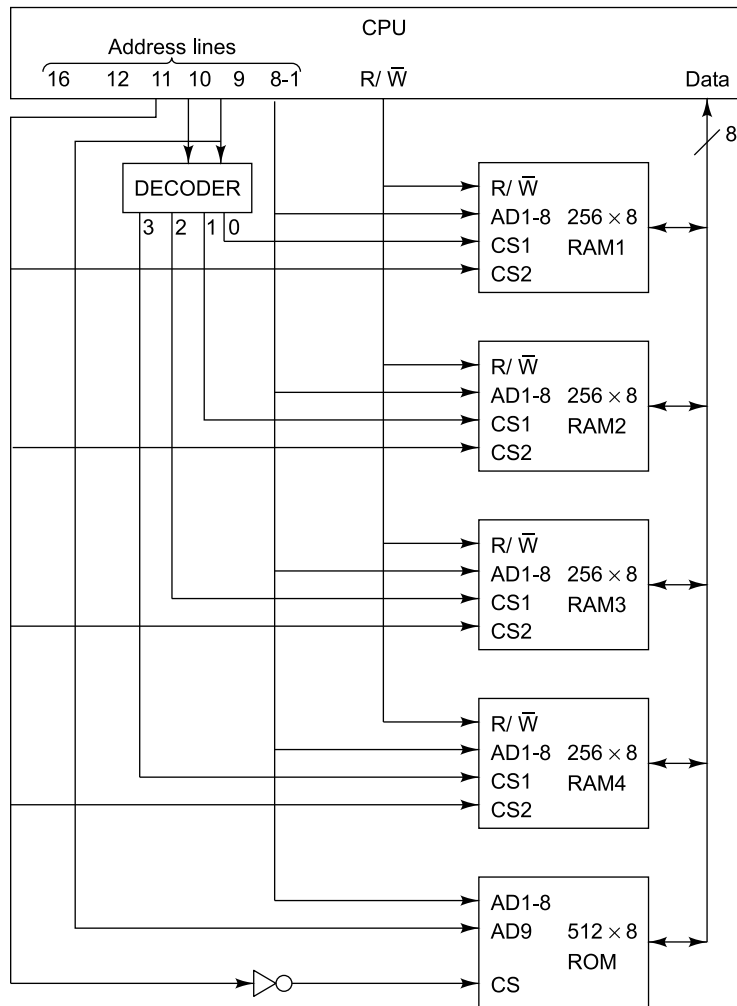 CPU
Address lines
16 12 11 10 9 8-1 R/W̅ Data
8
DECODER
3 2 1 0
R/W̅
AD1-8 256 × 8
CS1 RAM1
CS2
R/W̅
AD1-8 256 × 8
CS1 RAM2
CS2
R/W̅
AD1-8 256 × 8
CS1 RAM3
CS2
R/W̅
AD1-8 256 × 8
CS1 RAM4
CS2
AD1-8
AD9 512 × 8
ROM
CS